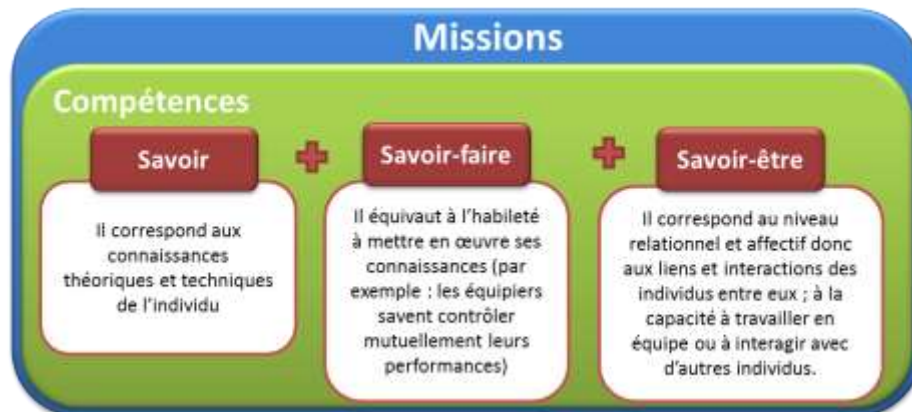 Missions
Compétences
Savoir
Il correspond aux
connaissances
théoriques et techniques
de l'individu
Savoir-faire
Il équivaut à l'habileté
à mettre en œuvre ses
connaissances (par
exemple : les équipiers
savent contrôler
mutuellement leurs
performances)
Savoir-être
Il correspond au niveau
relationnel et affectif donc
aux liens et interactions des
individus entre eux ; à la
capacité à travailler en
équipe ou à interagir avec
d'autres individus.